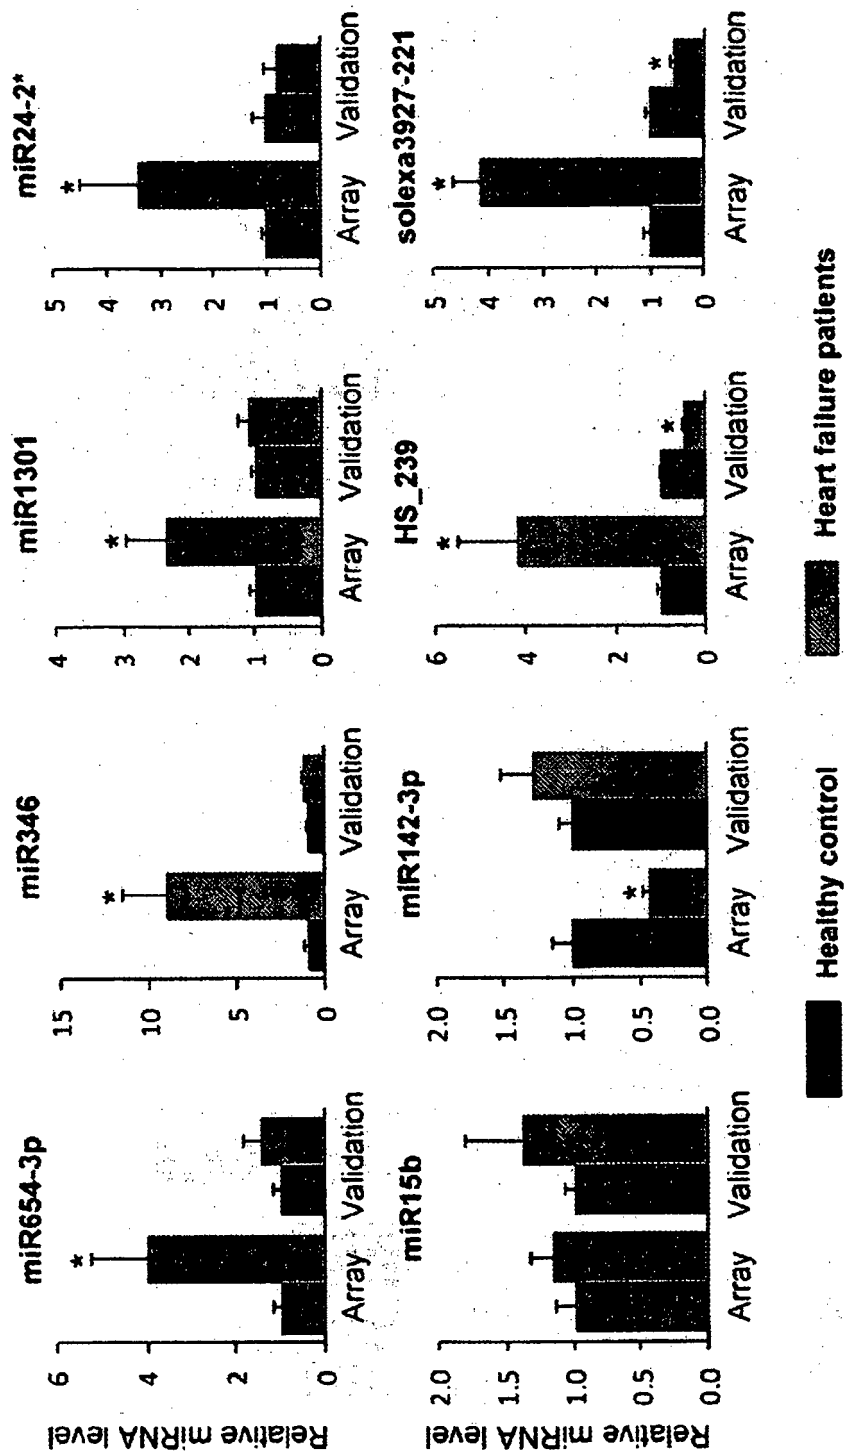 miR654-3p
miR346
miR1301
miR24-2*
Relative miRNA level
6
4
2
0
*
Array Validation
15
10
5
0
*
Array Validation
4
3
2
1
0
*
Array Validation
5
4
3
2
1
0
*
Array Validation
miR15b
miR142-3p
HS_239
solexa3927-221
Relative miRNA level
2.0
1.5
1.0
0.5
0.0
Array Validation
2.0
1.5
1.0
0.5
0.0
*
Array Validation
6
4
2
0
*
*
Array Validation
5
4
3
2
1
0
*
*
Array Validation
Healthy control
Heart failure patients